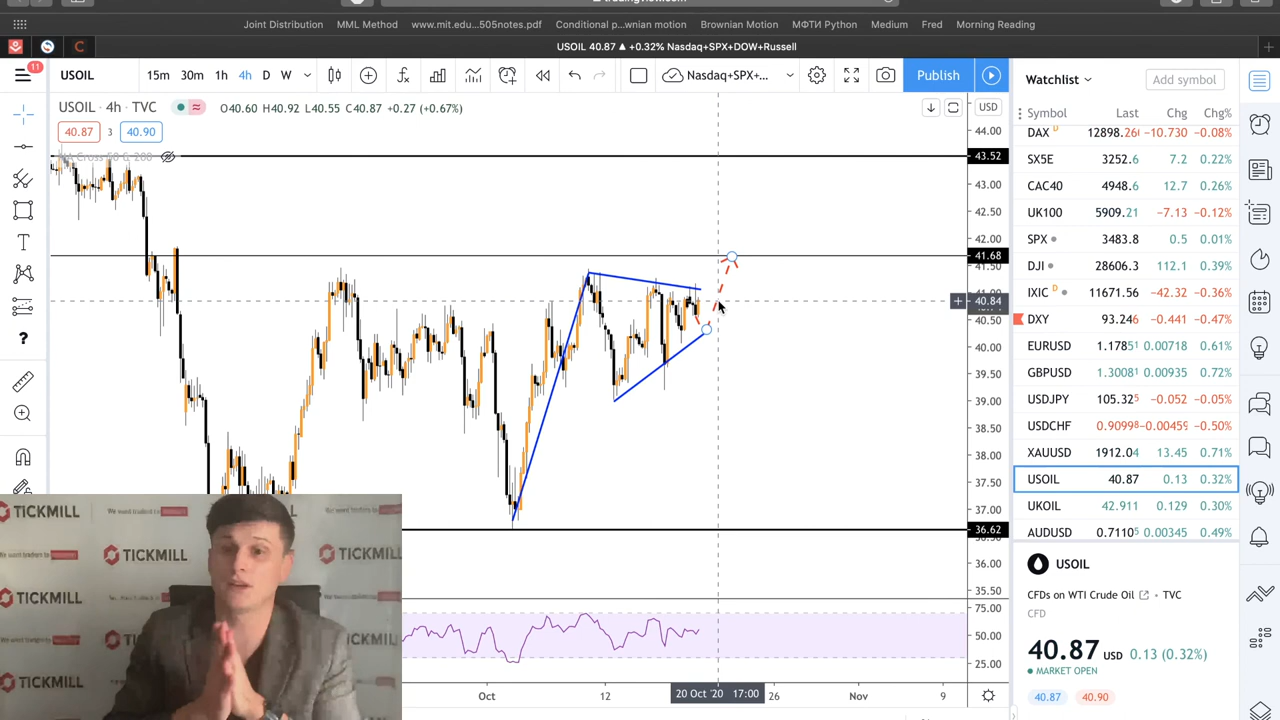 Joint Distribution MML Method www.mit.edu...505notes.pdf Conditional p...wnian motion Brownian Motion МФТИ Python Medium Fred Morning Reading
USOIL 40.87 ▲ +0.32% Nasdaq+SPX+DOW+Russell
11 USOIL 15m 30m 1h 4h D W Nasdaq+SPX+... Publish
Watchlist Add symbol
USOIL · 4h · TVC O40.60 H40.92 L40.55 C40.87 +0.27 (+0.67%) USD
40.87 3 40.90
Symbol Last Chg Chg%
DAX D 12898.26 -10.730 -0.08%
SX5E 3252.6 7.2 0.22%
CAC40 4948.6 12.7 0.26%
UK100 5909.21 -7.13 -0.12%
SPX 3483.8 0.5 0.01%
DJI 28606.3 112.1 0.39%
IXIC D 11671.56 -42.32 -0.36%
DXY 93.246 -0.441 -0.47%
EURUSD 1.17851 0.00718 0.61%
GBPUSD 1.30081 0.00935 0.72%
USDJPY 105.325 -0.052 -0.05%
USDCHF 0.90998 -0.00459 -0.50%
XAUUSD 1912.04 13.45 0.71%
USOIL 40.87 0.13 0.32%
UKOIL 42.911 0.129 0.30%
AUDUSD 0.71105 0.00345 0.49%
44.00
43.52
43.00
42.50
42.00
41.68
41.50
40.84
40.50
40.00
39.50
39.00
38.50
38.00
37.50
37.00
36.62
36.00
35.50
75.00
50.00
25.00
USOIL
CFDs on WTI Crude Oil TVC
CFD
40.87 USD 0.13 (0.32%)
MARKET OPEN
40.87 40.90
Oct 12 20 Oct '20 17:00 26 Nov 9
TICKMILL
TICKMILL
TICKMILL
TICKMILL
TICKMILL
TICKMILL